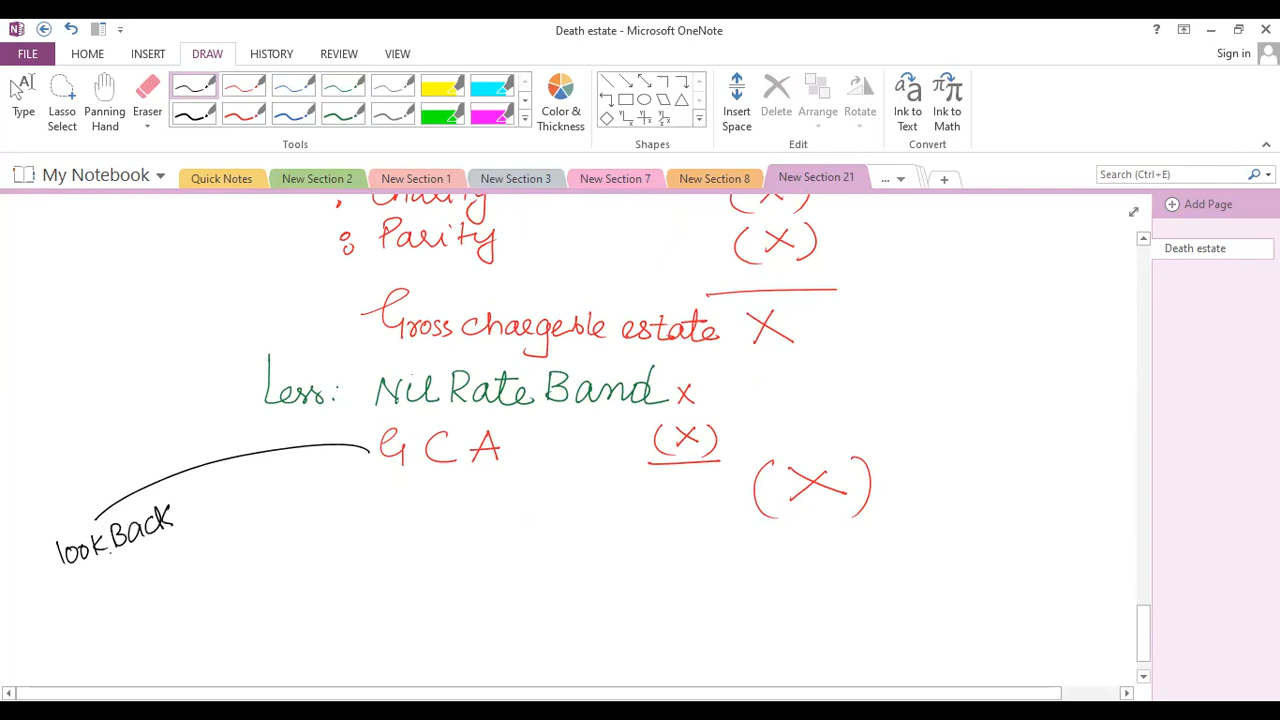 Death estate - Microsoft OneNote
FILE HOME INSERT DRAW HISTORY REVIEW VIEW Sign in
Type Lasso Select Panning Hand Eraser Color & Thickness Insert Space Delete Arrange Rotate Ink to Text Ink to Math
Tools Shapes Edit Convert
My Notebook Quick Notes New Section 2 New Section 1 New Section 3 New Section 7 New Section 8 New Section 21 ... Search (Ctrl+E)
Add Page
Death estate
Charity (X)
Parity (X)
Gross chargeable estate X
Less: Nil Rate Band X
G C A (X)
(X)
look Back